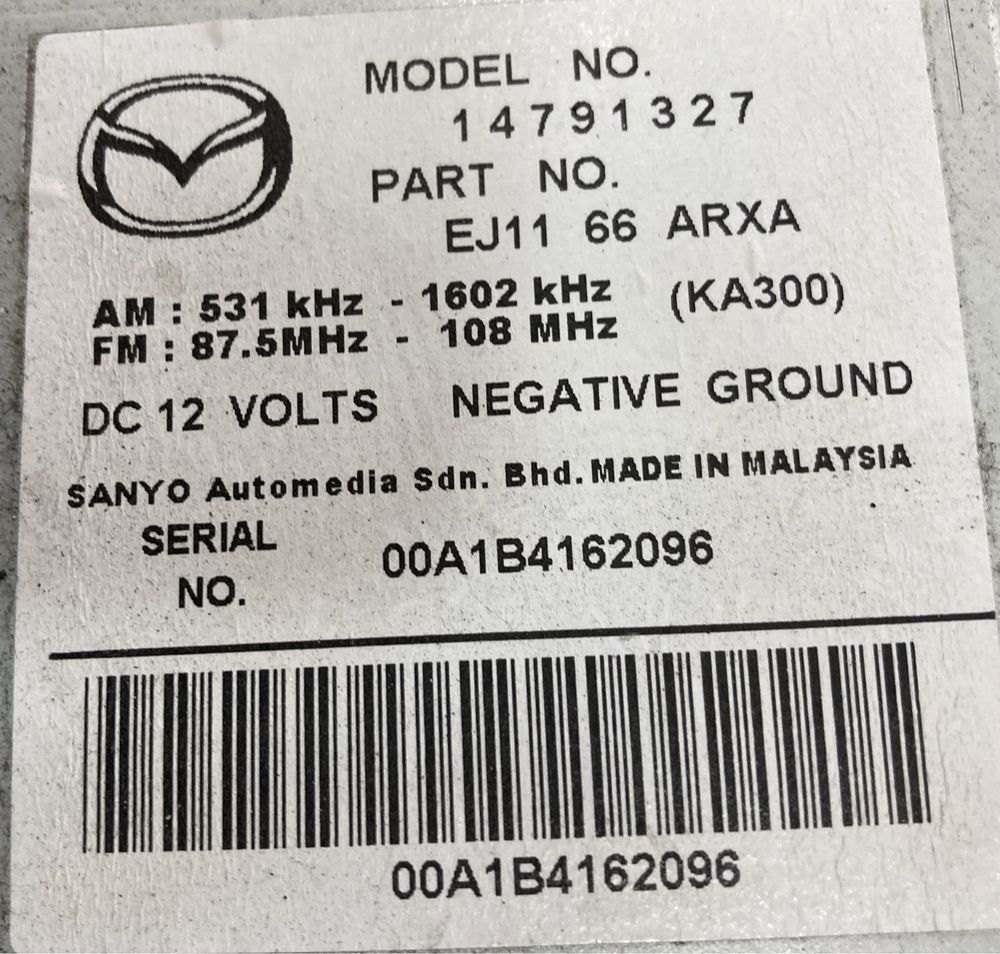 MODEL NO.
14791327
PART NO.
EJ11 66 ARXA
AM : 531 kHz - 1602 kHz (KA300)
FM : 87.5MHz - 108 MHz
DC 12 VOLTS NEGATIVE GROUND
SANYO Automedia Sdn. Bhd. MADE IN MALAYSIA
SERIAL
NO. 00A1B4162096
00A1B4162096